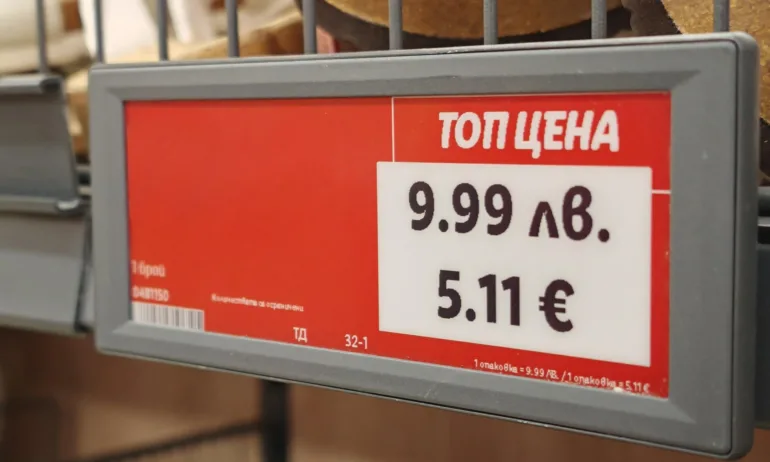 ТОП ЦЕНА
9.99 лв.
5.11 €
1 брой
0481150
Количествата са ограничени
ТД 32-1
1 опаковка = 9.99 ЛВ. / 1 опаковка = 5.11 €